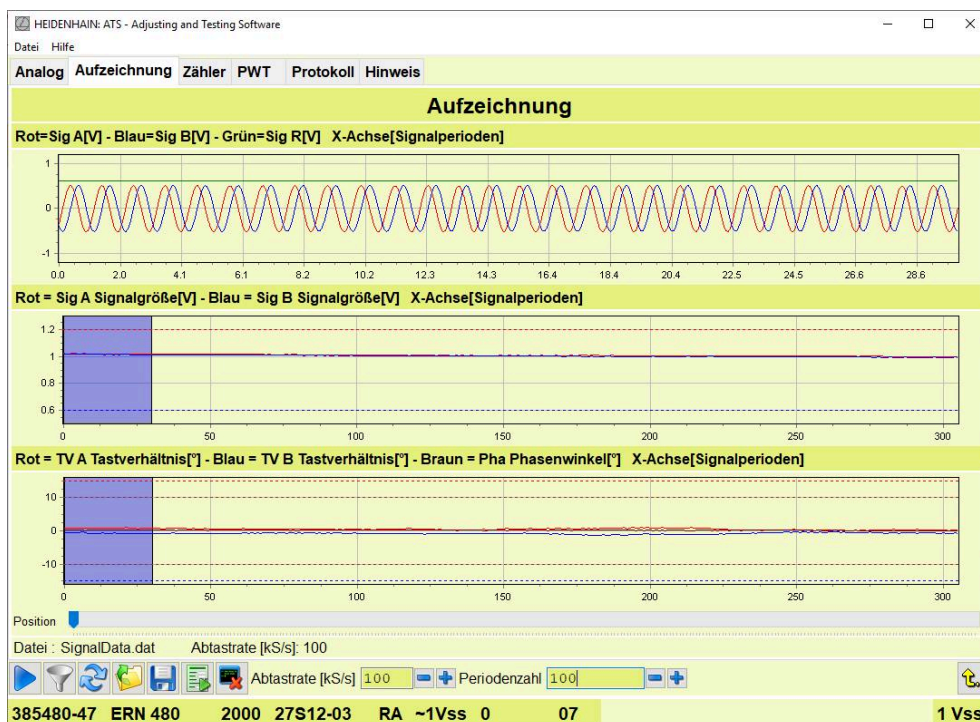 HEIDENHAIN: ATS - Adjusting and Testing Software
Datei Hilfe
Analog Aufzeichnung Zähler PWT Protokoll Hinweis
Aufzeichnung
Rot=Sig A[V] - Blau=Sig B[V] - Grün=Sig R[V] X-Achse[Signalperioden]
1
0
-1
0.0 2.0 4.1 6.1 8.2 10.2 12.3 14.3 16.4 18.4 20.4 22.5 24.5 26.6 28.6
Rot = Sig A Signalgröße[V] - Blau = Sig B Signalgröße[V] X-Achse[Signalperioden]
1.2
1
0.8
0.6
0 50 100 150 200 250 300
Rot = TV A Tastverhältnis[°] - Blau = TV B Tastverhältnis[°] - Braun = Pha Phasenwinkel[°] X-Achse[Signalperioden]
10
0
-10
0 50 100 150 200 250 300
Position
Datei : SignalData.dat Abtastrate [kS/s]: 100
Abtastrate [kS/s] 100 Periodenzahl 100
385480-47 ERN 480 2000 27S12-03 RA ~1Vss 0 07 1 Vss